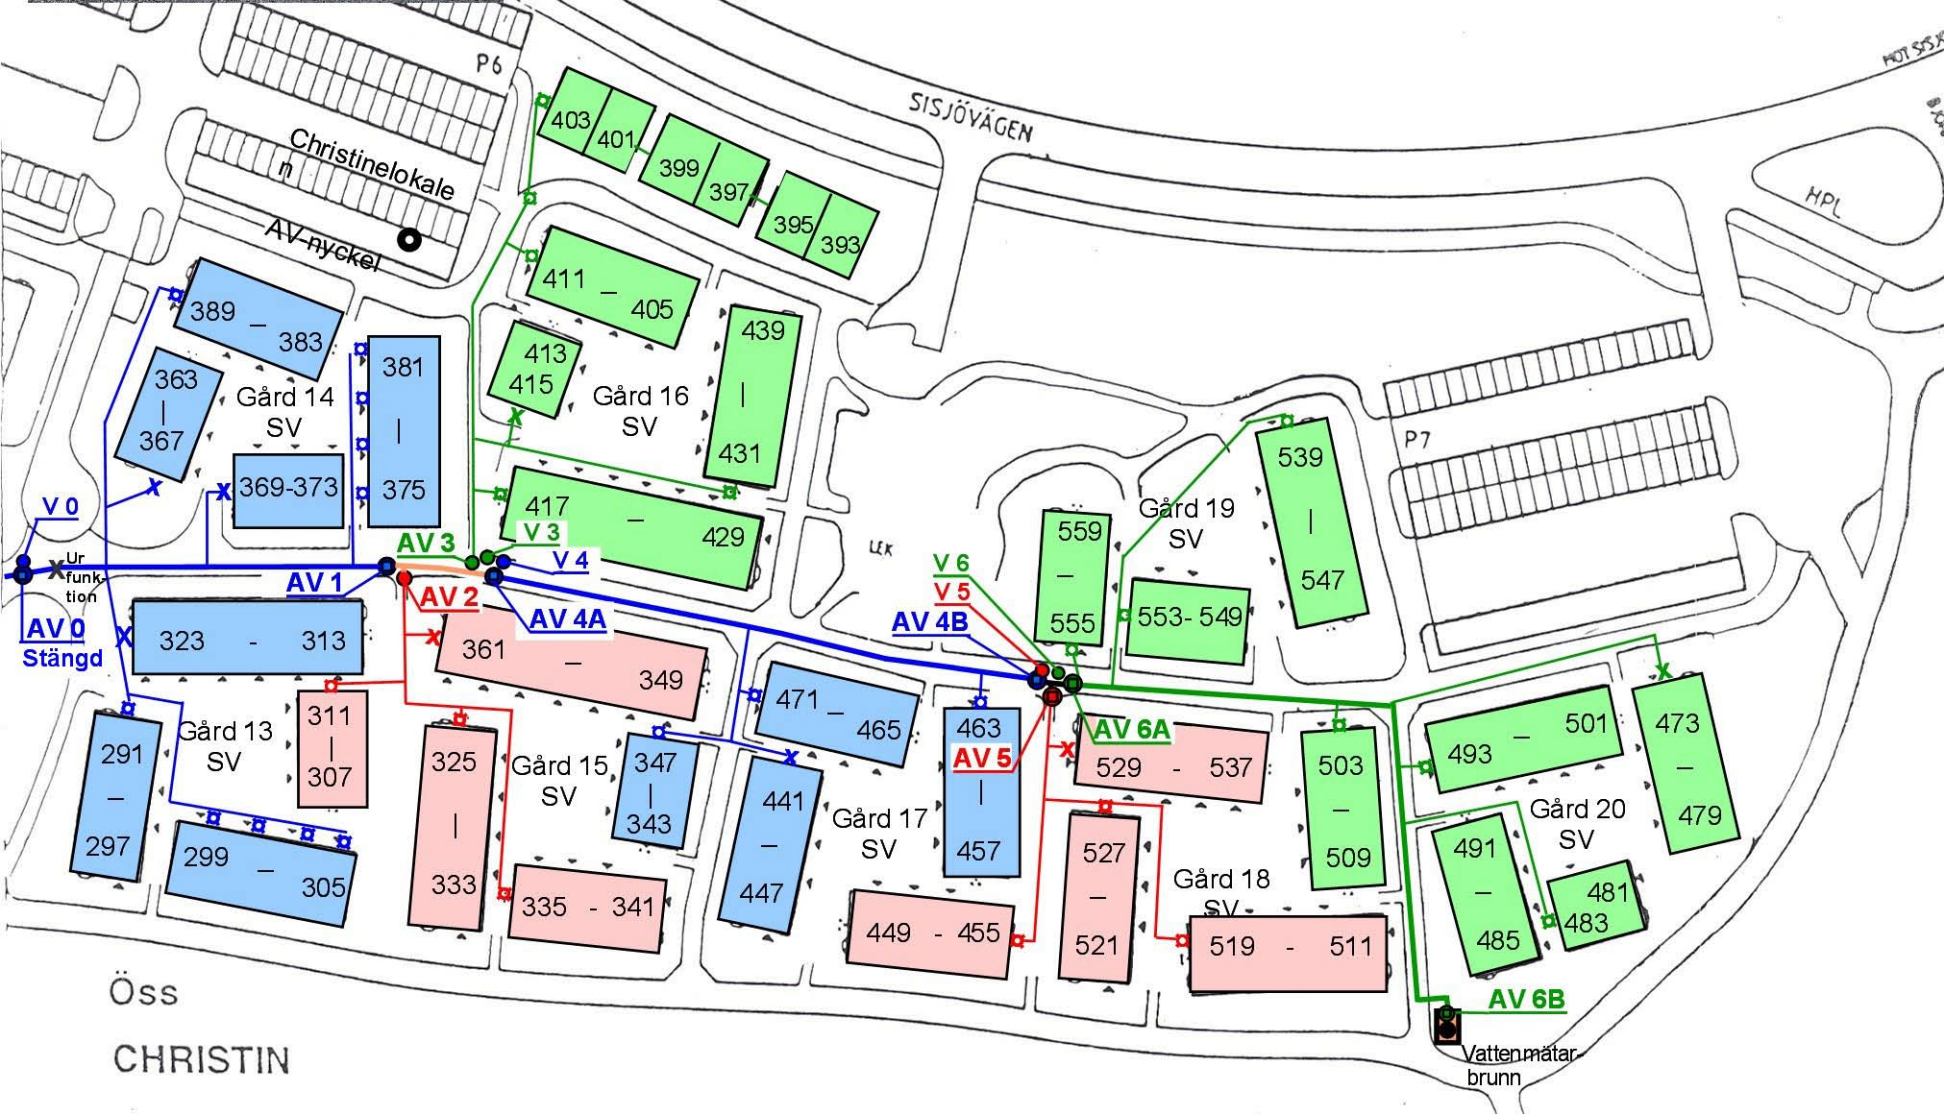 P6
MOT SISJÖ
SISJÖVÄGEN
HPL
403
401
399
397
395
393
Christinelokale
n
AV-nyckel
411 – 405
413
415
439 | 431
417 – 429
Gård 16
SV
389 – 383
363 | 367
Gård 14
SV
381 | 375
369-373
V 0
Ur
funk-
tion
AV 0
Stängd
AV 1
AV 3
V 3
V 4
AV 2
AV 4A
LEK
V 6
V 5
AV 4B
559 – 555
Gård 19
SV
553- 549
539 | 547
P7
323 - 313
361 – 349
311 | 307
Gård 13
SV
291 – 297
299 – 305
325 | 333
Gård 15
SV
347 | 343
335 - 341
471 – 465
463 | 457
441 – 447
Gård 17
SV
449 - 455
AV 5
AV 6A
529 - 537
527 – 521
Gård 18
SV
519 - 511
503 – 509
493 – 501
473 – 479
Gård 20
SV
491 – 485
481
483
AV 6B
Vattenmätar-
brunn
Öss
CHRISTIN